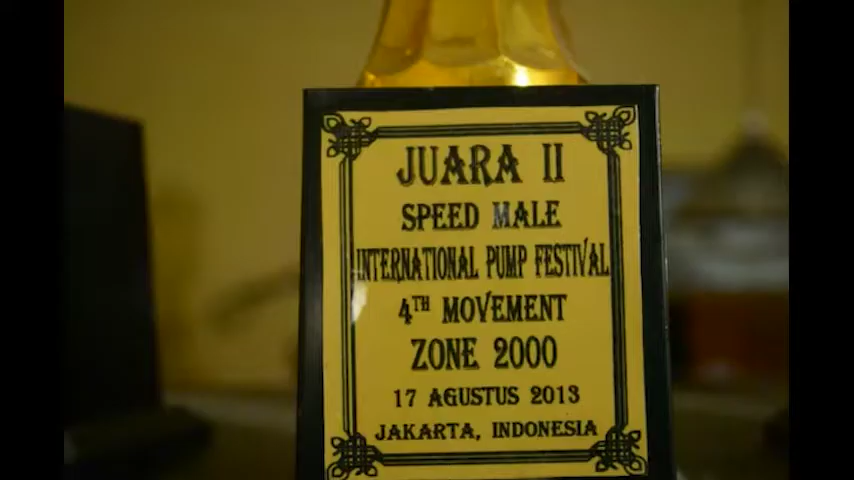 JUARA II
SPEED MALE
INTERNATIONAL PUMP FESTIVAL
4TH MOVEMENT
ZONE 2000
17 AGUSTUS 2013
JAKARTA, INDONESIA